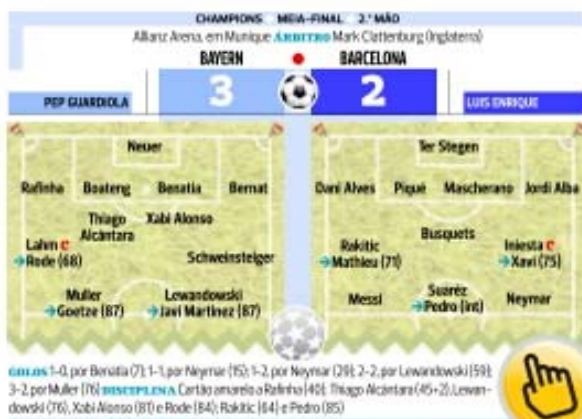 CHAMPIONS MEIA-FINAL 2.ª MÃO
Allianz Arena, em Munique ÁRBITRO Mark Clattenburg (Inglaterra)
BAYERN BARCELONA
PEP GUARDIOLA 3 2 LUIS ENRIQUE
Neuer
Rafinha Boateng Benatia Bernat
Thiago Alcántara Xabi Alonso
Lahm C
→Rode (68)
Schweinsteiger
Muller
→Goetze (87)
Lewandowski
→Javi Martínez (87)
Ter Stegen
Dani Alves Piqué Mascherano Jordi Alba
Busquets
Rakitic
→Mathieu (71)
Iniesta C
→Xavi (75)
Messi
Suaréz
→Pedro (int)
Neymar
GOLOS 1-0, por Benatia (7); 1-1, por Neymar (15); 1-2, por Neymar (29); 2-2, por Lewandowski (59);
3-2, por Muller (76) DISCIPLINA Cartão amarelo a Rafinha (40); Thiago Alcántara (45+2), Lewan-
dowski (76), Xabi Alonso (81) e Rode (84); Rakitic (64) e Pedro (85)